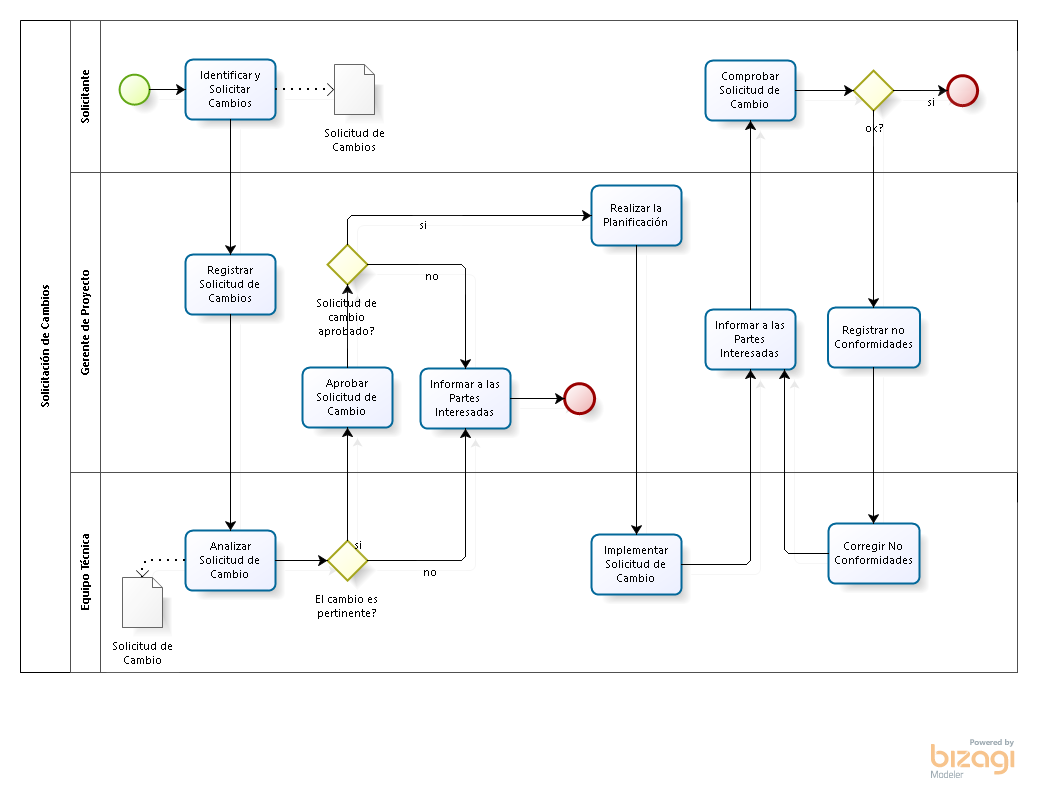 Solicitación de Cambios
Solicitante
Identificar y
Solicitar
Cambios
Solicitud de
Cambios
Comprobar
Solicitud de
Cambio
ok?
si
Gerente de Proyecto
Registrar
Solicitud de
Cambios
Solicitud de
cambio
aprobado?
si
no
Aprobar
Solicitud de
Cambio
Informar a las
Partes
Interesadas
Realizar la
Planificación
Informar a las
Partes
Interesadas
Registrar no
Conformidades
Equipo Técnica
Analizar
Solicitud de
Cambio
Solicitud de
Cambio
si
no
El cambio es
pertinente?
Implementar
Solicitud de
Cambio
Corregir No
Conformidades
Powered by
bizagi
Modeler